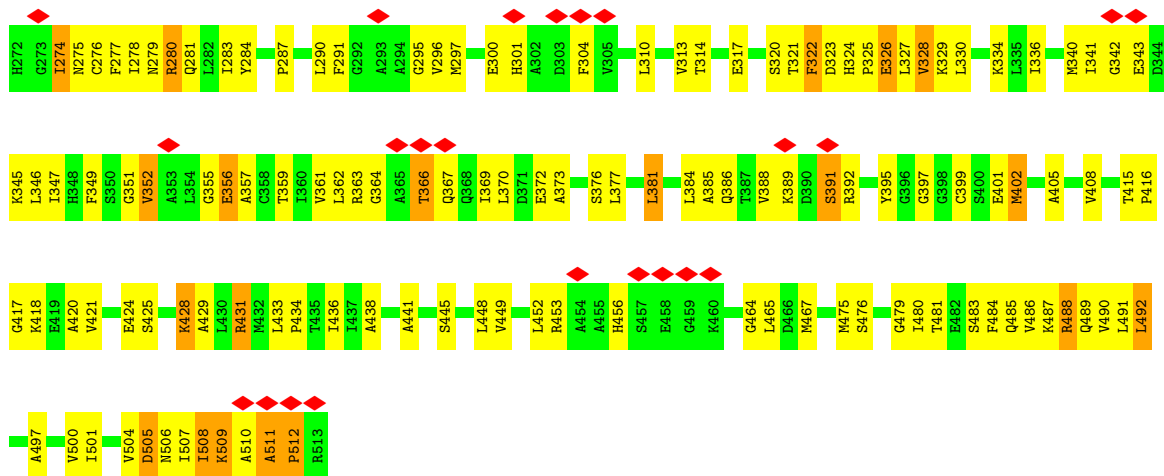 H272 G273 I274 N275 C276 F277 I278 N279 R280 Q281 L282 I283 Y284 P287 L290 F291 G292 A293 A294 G295 V296 M297 E300 H301 A302 D303 F304 V305 L310 V313 T314 E317 S320 T321 F322 D323 H324 P325 E326 L327 V328 K329 L330 K334 L335 I336 M340 I341 G342 E343 D344
K345 L346 I347 H348 F349 S350 G351 V352 A353 L354 G355 E356 A357 C358 T359 I360 V361 L362 R363 G364 A365 T366 Q367 Q368 I369 L370 D371 E372 A373 S376 L377 L381 L384 A385 Q386 T387 V388 K389 D390 S391 R392 Y395 G396 G397 G398 C399 S400 E401 M402 A405 V408 T415 P416
G417 K418 E419 A420 V421 E424 S425 K428 A429 L430 R431 M432 L433 P434 T435 I436 I437 A438 A441 S445 L448 V449 L452 R453 A454 A455 H456 S457 E458 G459 K460 G464 L465 D466 M467 M475 S476 G479 I480 T481 E482 S483 F484 Q485 V486 K487 R488 Q489 V490 L491 L492
A497 V500 I501 V504 D505 N506 I507 I508 K509 A510 A511 P512 R513